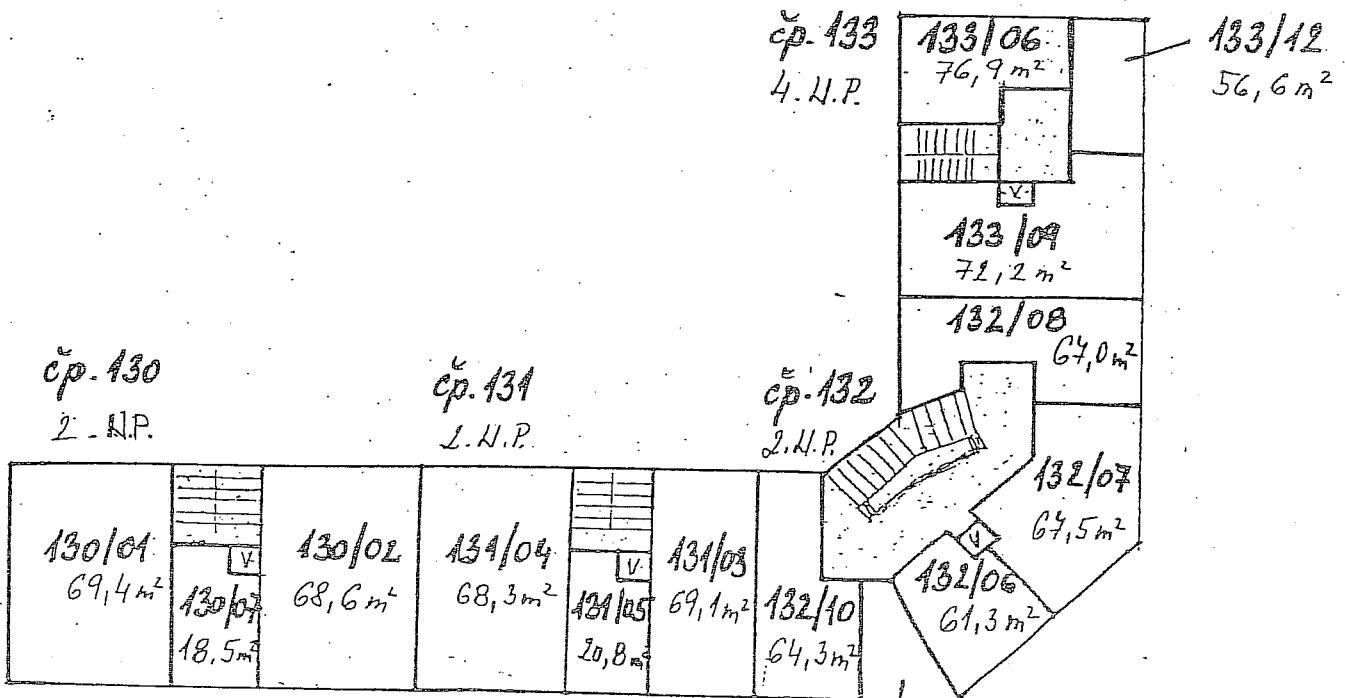 čp. 133
4. N.P.
133/06
76,9 m²
133/12
56,6 m²
V
133/09
72,2 m²
132/08
67,0 m²
čp. 130
2. N.P.
čp. 131
2. N.P.
čp. 132
2. N.P.
130/01
69,4 m²
V
130/07
18,5 m²
130/02
68,6 m²
131/04
68,3 m²
V
131/05
20,8 m²
131/03
69,1 m²
132/10
64,3 m²
V
132/06
61,3 m²
132/07
67,5 m²